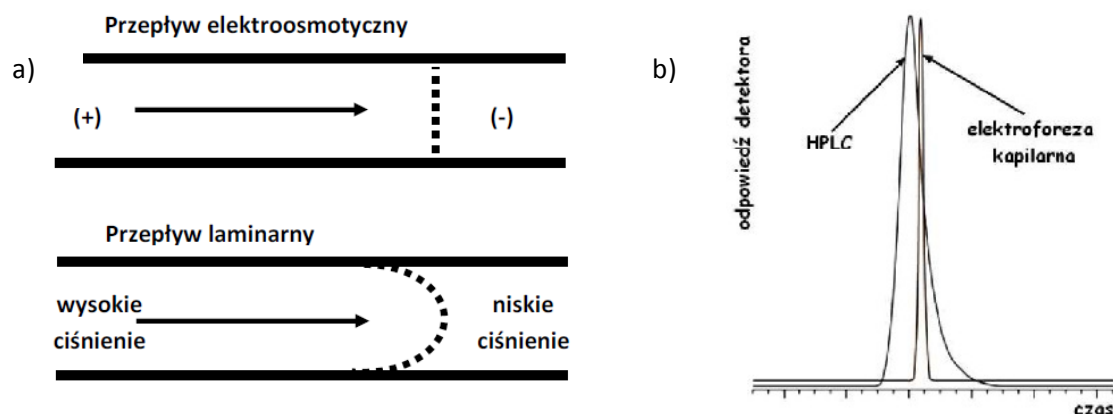 a)
Przepływ elektroosmotyczny
(+)
(-)
Przepływ laminarny
wysokie
ciśnienie
niskie
ciśnienie
b)
odpowiedź detektora
HPLC
elektroforeza
kapilarna
czas